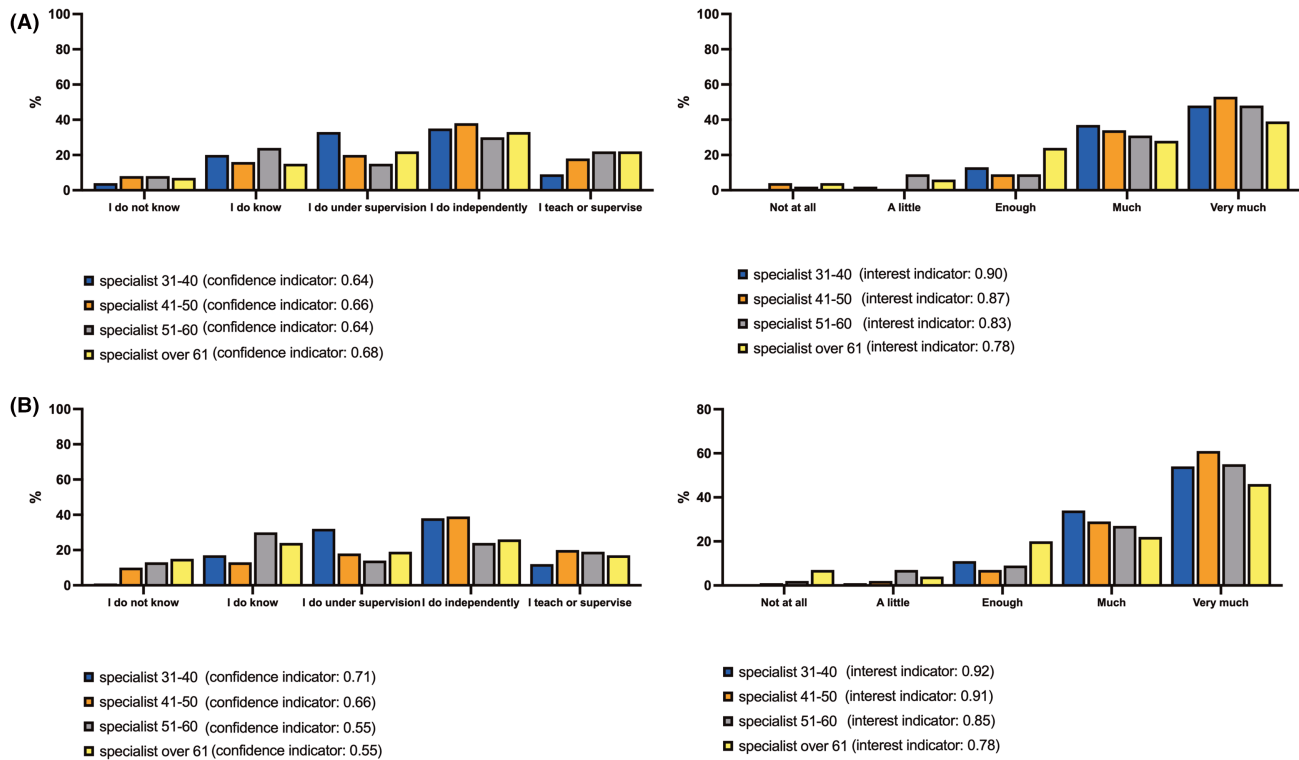 (A)
100
80
60
40
20
0
%
I do not know I do know I do under supervision I do independently I teach or supervise
specialist 31-40 (confidence indicator: 0.64)
specialist 41-50 (confidence indicator: 0.66)
specialist 51-60 (confidence indicator: 0.64)
specialist over 61 (confidence indicator: 0.68)
100
80
60
40
20
0
%
Not at all A little Enough Much Very much
specialist 31-40 (interest indicator: 0.90)
specialist 41-50 (interest indicator: 0.87)
specialist 51-60 (interest indicator: 0.83)
specialist over 61 (interest indicator: 0.78)
(B)
100
80
60
40
20
0
%
I do not know I do know I do under supervision I do independently I teach or supervise
specialist 31-40 (confidence indicator: 0.71)
specialist 41-50 (confidence indicator: 0.66)
specialist 51-60 (confidence indicator: 0.55)
specialist over 61 (confidence indicator: 0.55)
80
60
40
20
0
%
Not at all A little Enough Much Very much
specialist 31-40 (interest indicator: 0.92)
specialist 41-50 (interest indicator: 0.91)
specialist 51-60 (interest indicator: 0.85)
specialist over 61 (interest indicator: 0.78)